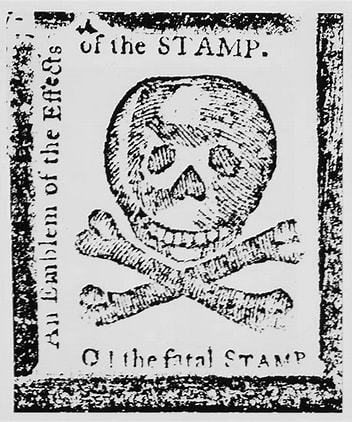 An Emblem of the Effects
of the STAMP.
O! the fatal STAMP